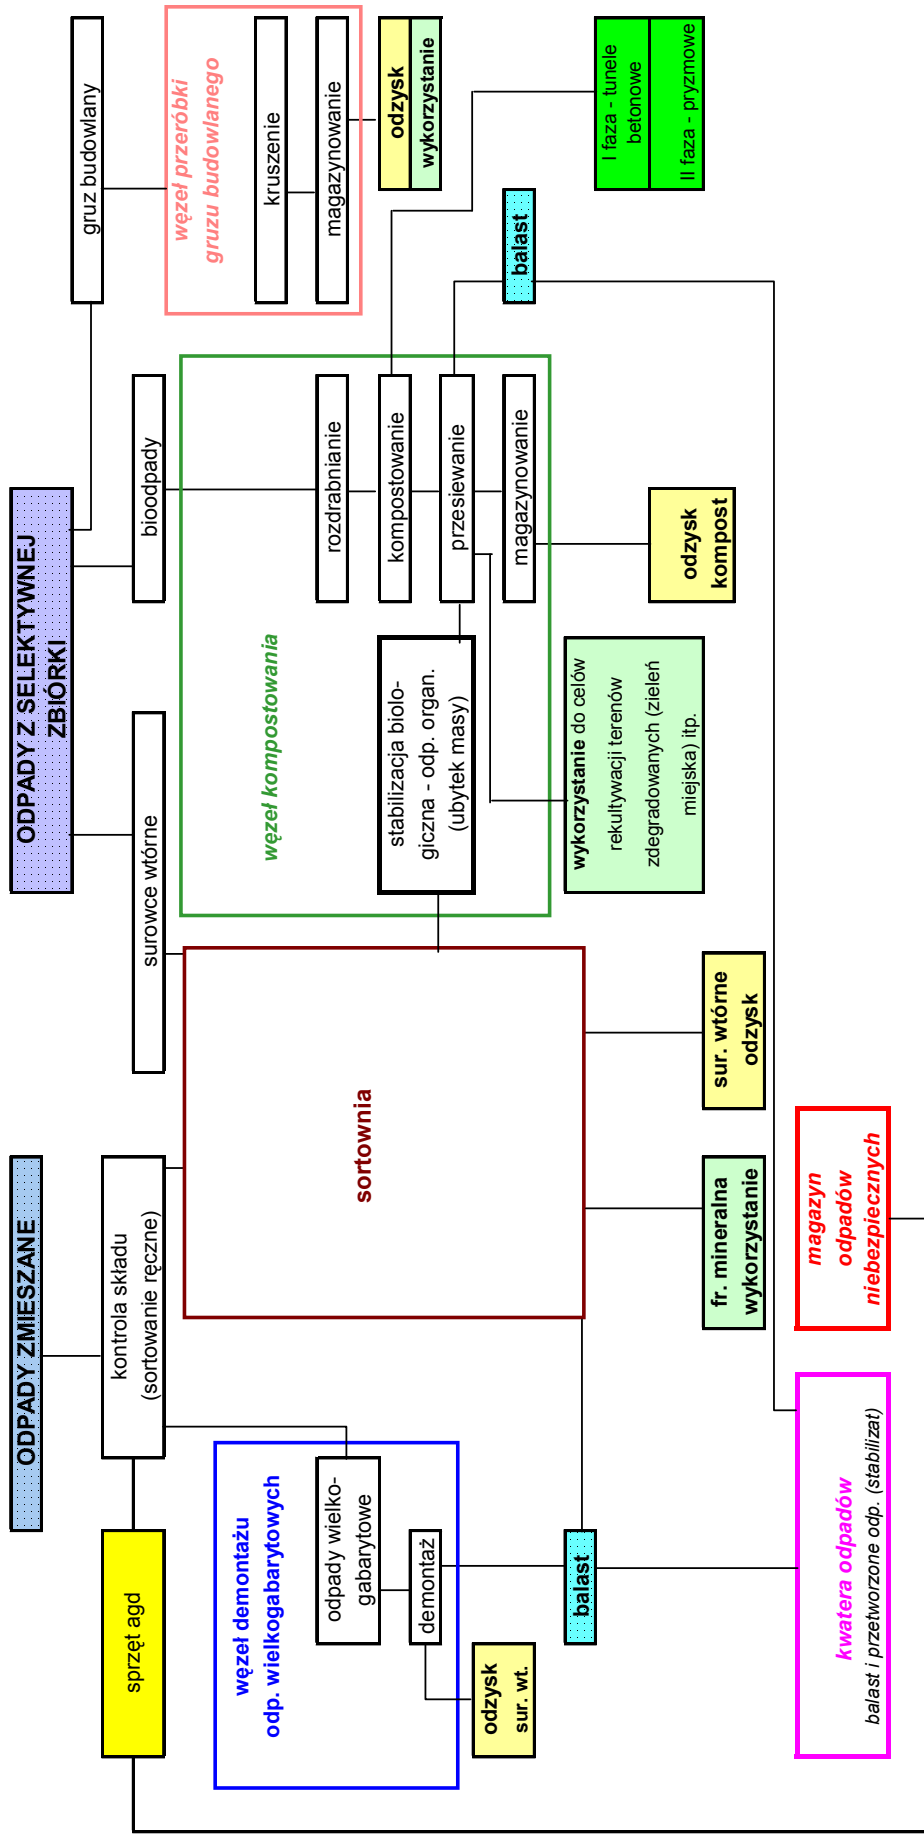 ODPADY ZMIESZANE
ODPADY Z SELEKTYWNEJ
ZBIÓRKI
sprzęt agd
kontrola składu
(sortowanie ręczne)
surowce wtórne
bioodpady
gruz budowlany
węzeł demontażu
odp. wielkogabarytowych
odpady wielko-
gabarytowe
demontaż
odzysk
sur. wt.
balast
sortownia
węzeł kompostowania
rozdrabnianie
kompostowanie
przesiewanie
magazynowanie
stabilizacja biolo-
giczna - odp. organ.
(ubytek masy)
węzeł przeróbki
gruzu budowlanego
kruszenie
magazynowanie
odzysk
wykorzystanie
balast
I faza - tunele
betonowe
II faza - pryzmowe
wykorzystanie do celów
rekultywacji terenów
zdegradowanych (zieleń
miejska) itp.
odzysk
kompost
fr. mineralna
wykorzystanie
sur. wtórne
odzysk
kwatera odpadów
balast i przetworzone odp. (stabilizat)
magazyn
odpadów
niebezpiecznych